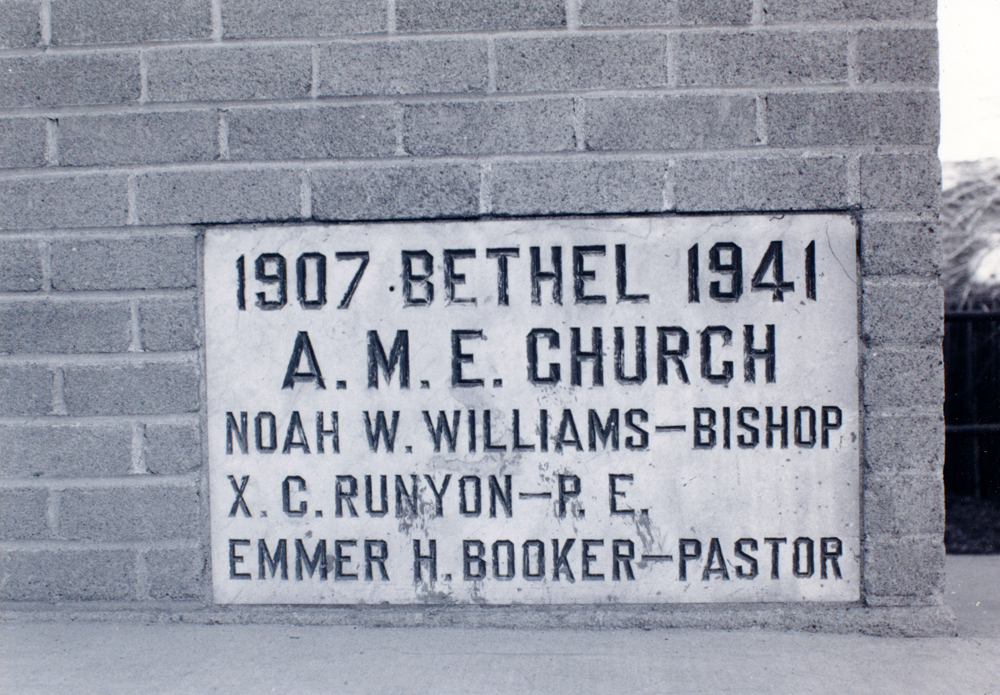 1907 BETHEL 1941
A. M. E. CHURCH
NOAH W. WILLIAMS—BISHOP
X. C. RUNYON—P. E.
EMMER H. BOOKER—PASTOR